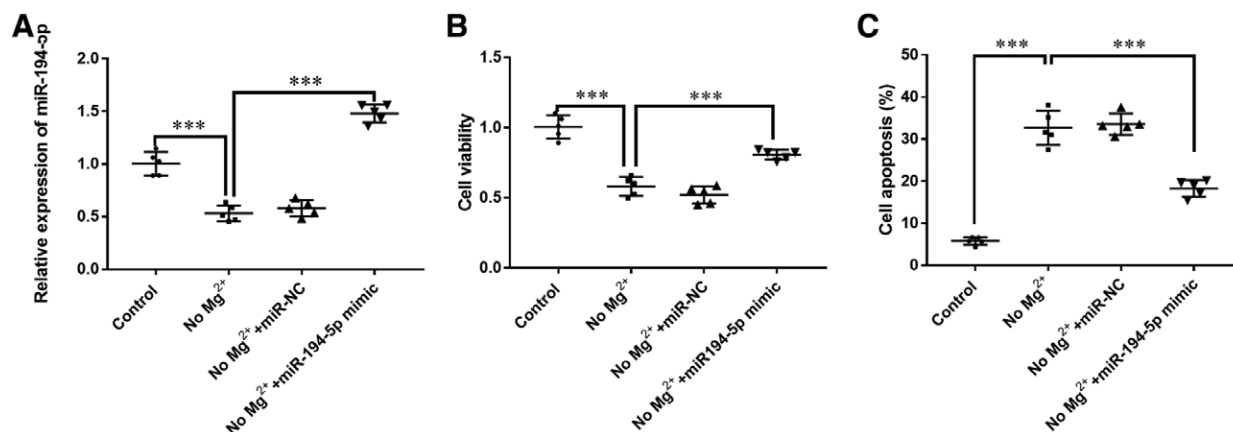 A
Relative expression of miR-194-5p
2.0
1.5
1.0
0.5
0.0
***
***
Control
No Mg2+
No Mg2+ +miR-NC
No Mg2+ +miR-194-5p mimic
B
Cell viability
1.5
1.0
0.5
0.0
***
***
Control
No Mg2+
No Mg2+ +miR-NC
No Mg2+ +miR194-5p mimic
C
Cell apoptosis (%)
50
40
30
20
10
0
***
***
Control
No Mg2+
No Mg2+ +miR-NC
No Mg2+ +miR-194-5p mimic